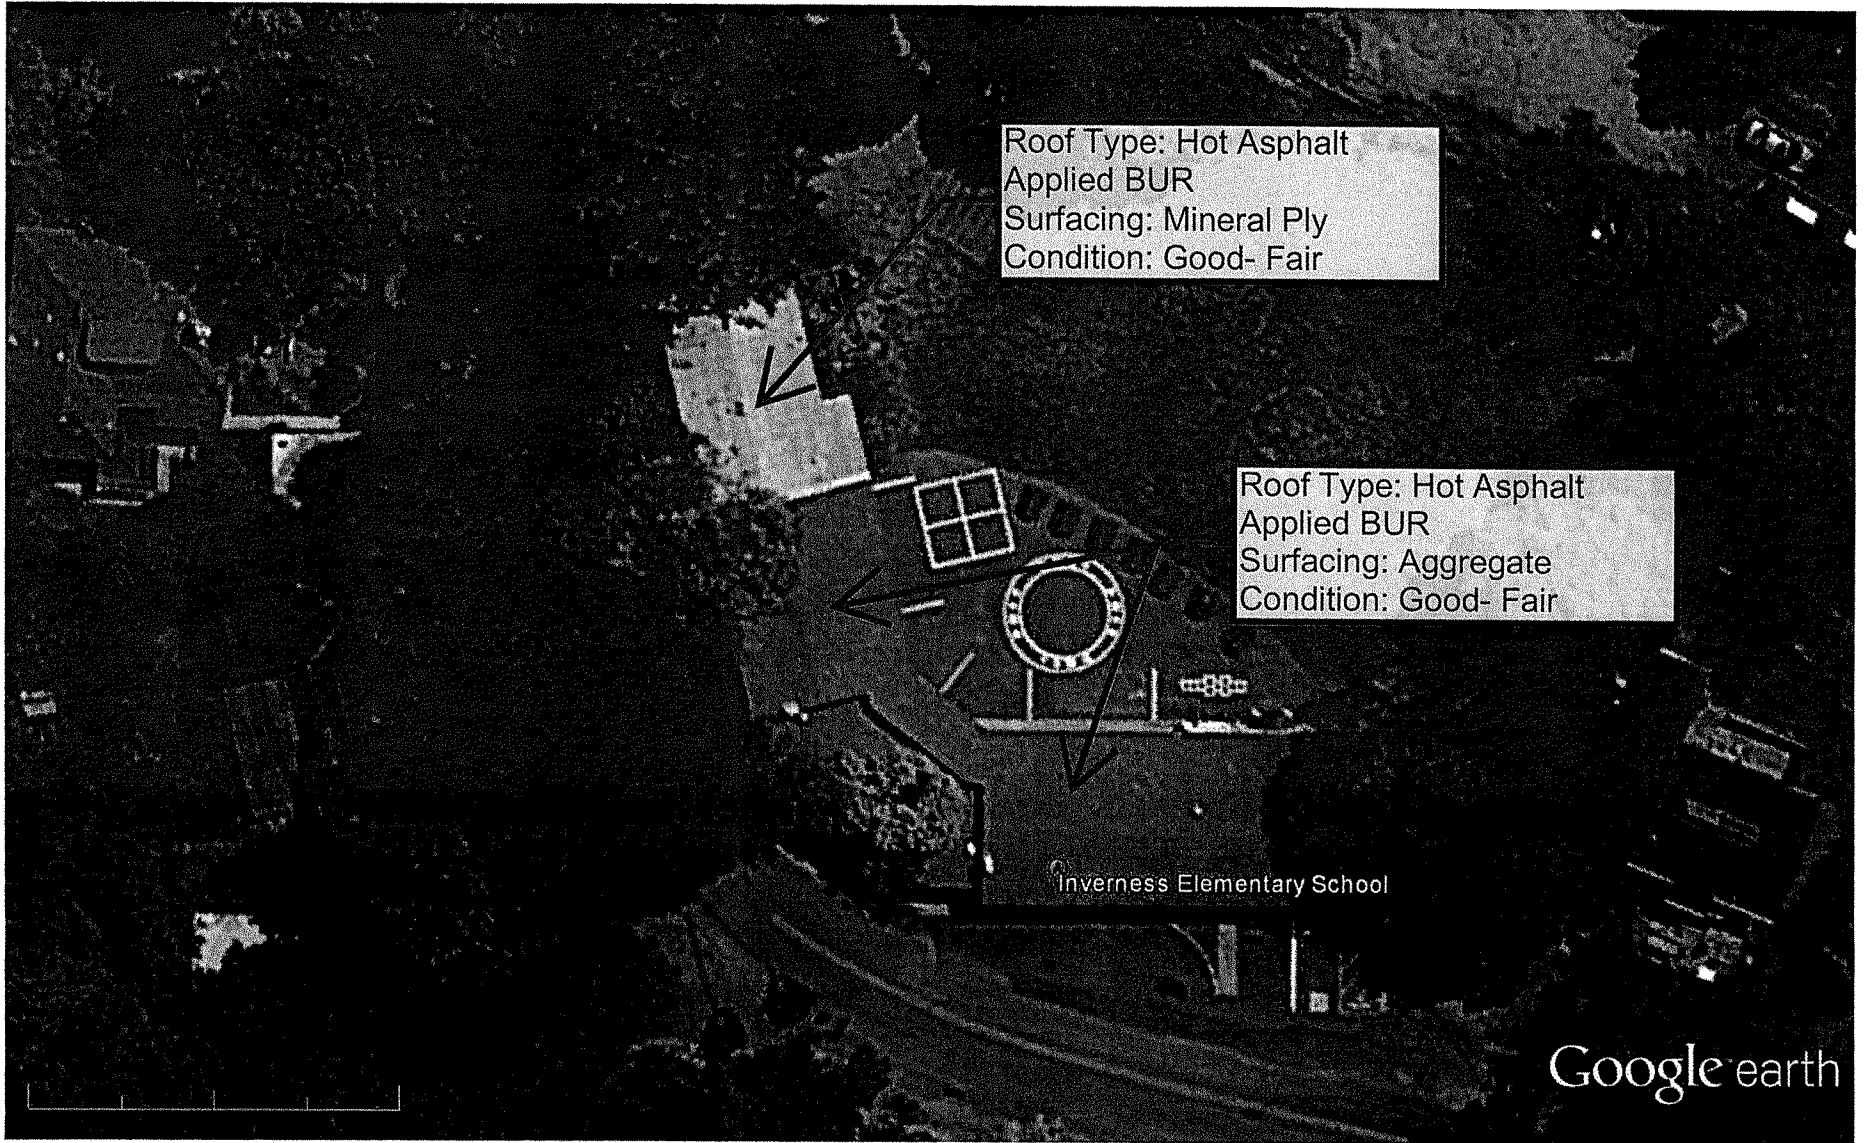 Roof Type: Hot Asphalt
Applied BUR
Surfacing: Mineral Ply
Condition: Good- Fair
Roof Type: Hot Asphalt
Applied BUR
Surfacing: Aggregate
Condition: Good- Fair
Inverness Elementary School
Google earth